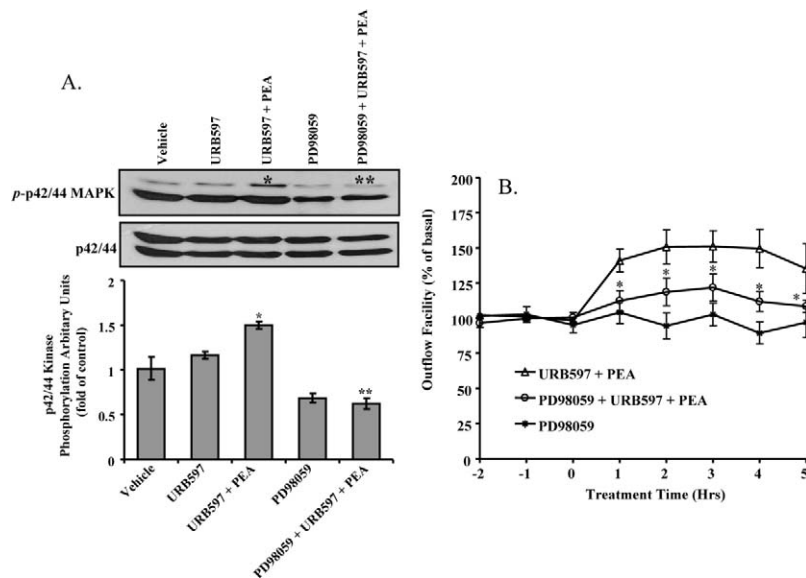 A.
Vehicle
URB597
URB597 + PEA
PD98059
PD98059 + URB597 + PEA
p-p42/44 MAPK
* **
p42/44
p42/44 Kinase
Phosphorylation Arbitary Units
(fold of control)
2
1.5
1
0.5
0
*
**
Vehicle
URB597
URB597 + PEA
PD98059
PD98059 + URB597 + PEA
B.
Outflow Facility (% of basal)
200
175
150
125
100
75
50
25
0
* * * * *
URB597 + PEA
PD98059 + URB597 + PEA
PD98059
-2 -1 0 1 2 3 4 5
Treatment Time (Hrs)